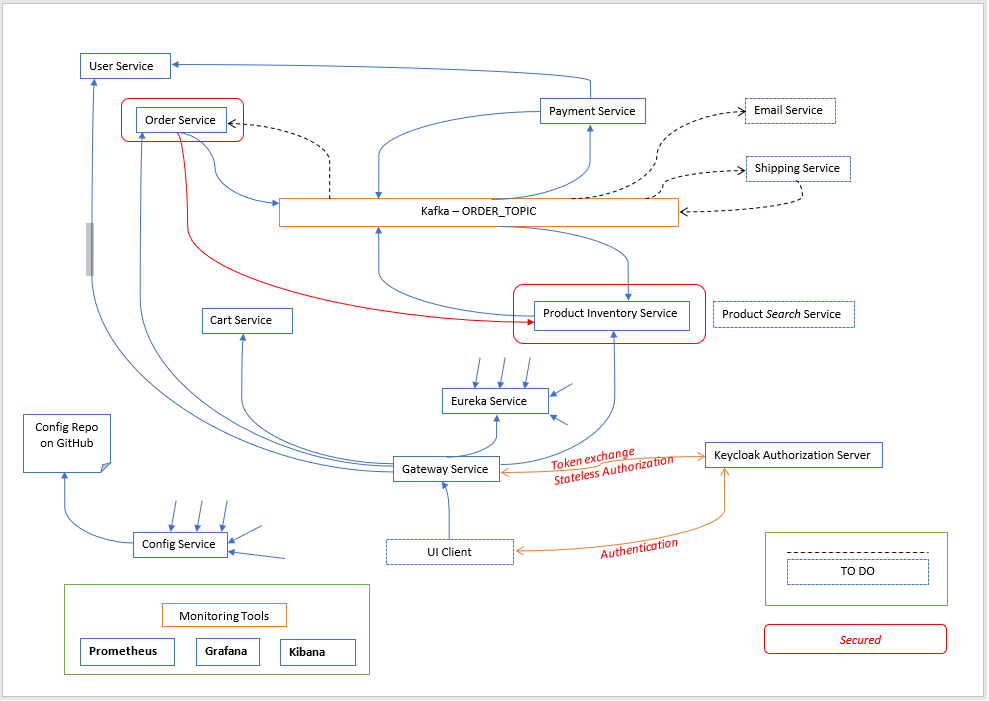 User Service
Order Service
Payment Service
Email Service
Shipping Service
Kafka – ORDER_TOPIC
Cart Service
Product Inventory Service
Product Search Service
Eureka Service
Config Repo
on GitHub
Gateway Service
Token exchange
Stateless Authorization
Keycloak Authorization Server
Config Service
UI Client
Authentication
TO DO
Monitoring Tools
Prometheus
Grafana
Kibana
Secured